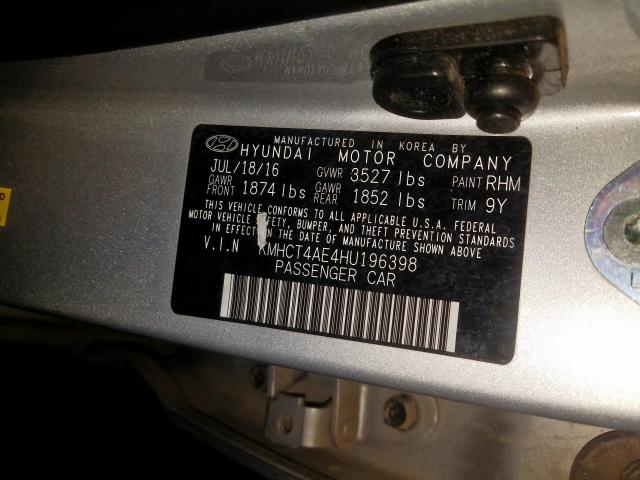 MANUFACTURED IN KOREA BY
HYUNDAI MOTOR COMPANY
JUL/18/16 GVWR 3527 lbs PAINT RHM
GAWR FRONT 1874 lbs GAWR REAR 1852 lbs TRIM 9Y
THIS VEHICLE CONFORMS TO ALL APPLICABLE U.S.A. FEDERAL
MOTOR VEHICLE SAFETY, BUMPER, AND THEFT PREVENTION STANDARDS
IN EFFECT ON THE DATE OF MANUFACTURE SHOWN ABOVE
V.I.N KMHCT4AE4HU196398
PASSENGER CAR